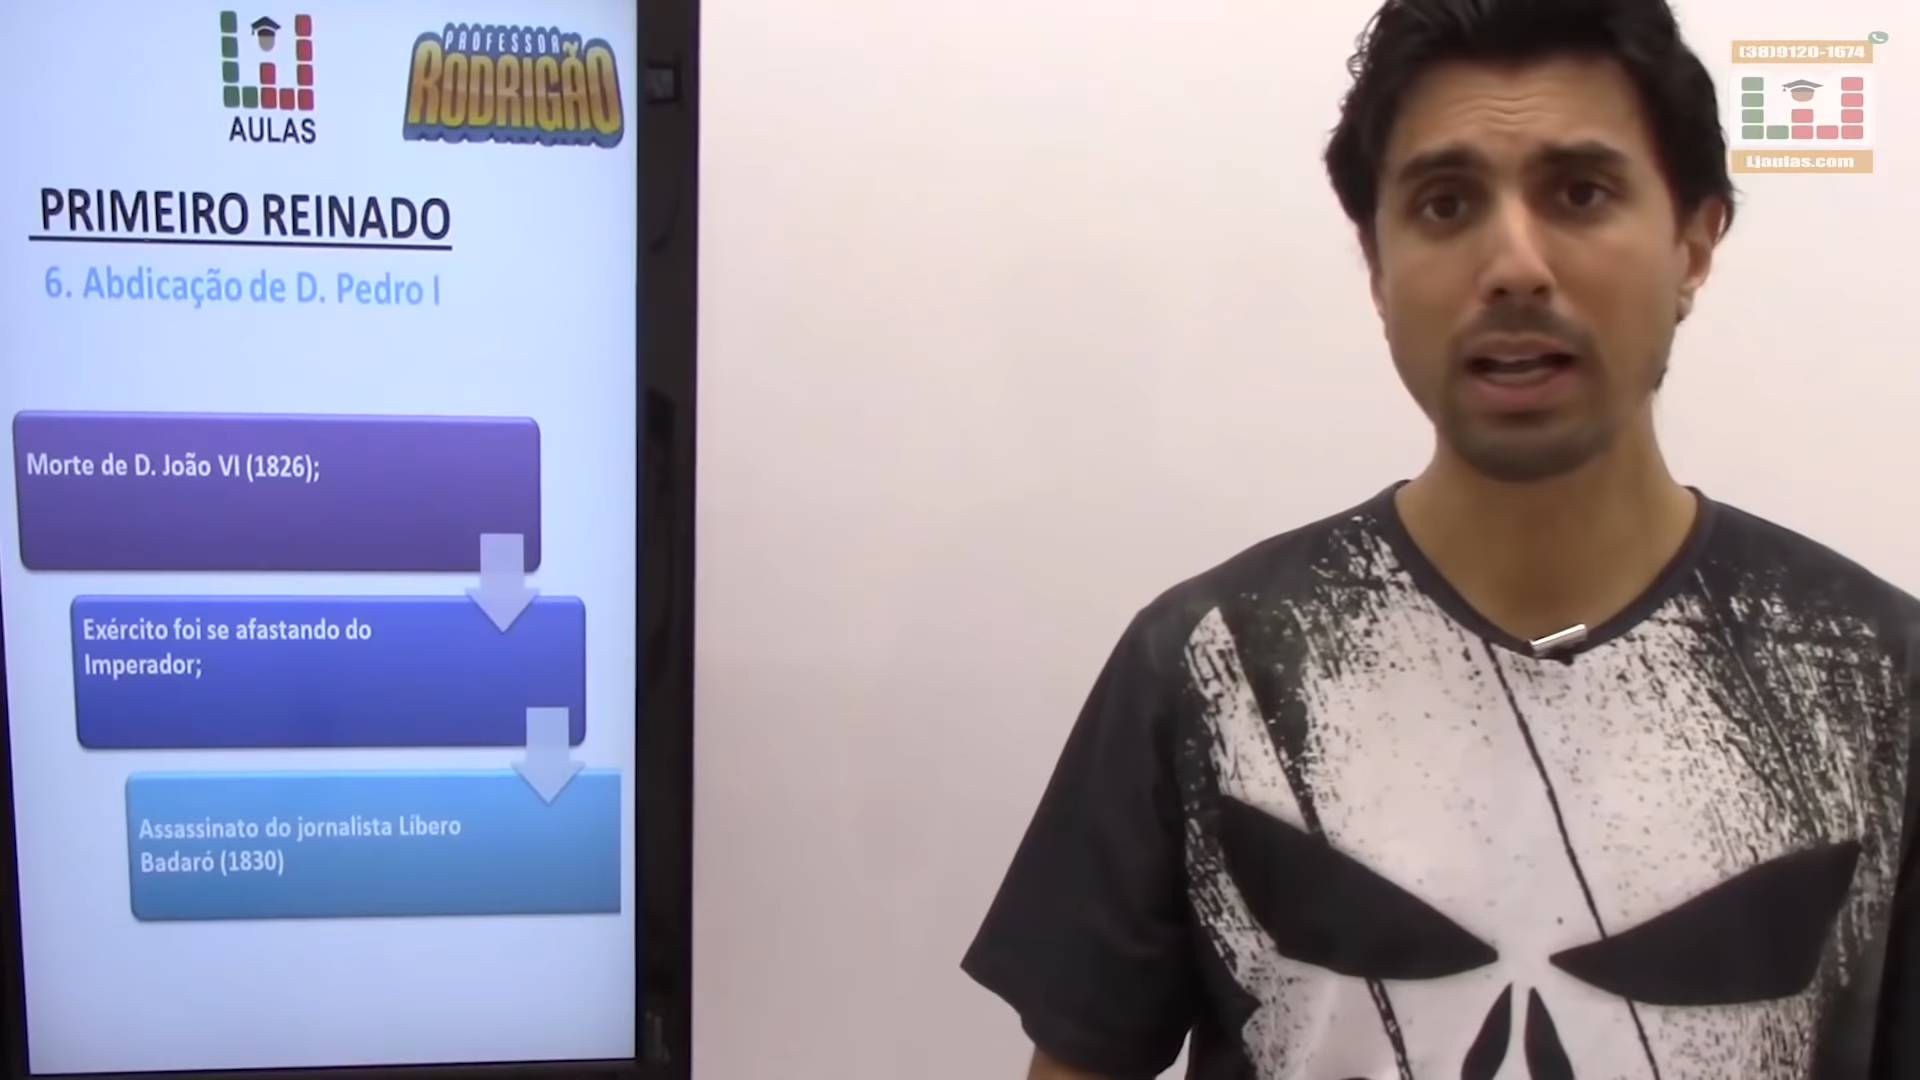 AULAS
PROFESSOR
RODRIGÃO
PRIMEIRO REINADO
6. Abdicação de D. Pedro I
Morte de D. João VI (1826);
Exército foi se afastando do
Imperador;
Assassinato do jornalista Líbero
Badaró (1830)
(38)9120-1674
Ljaulas.com